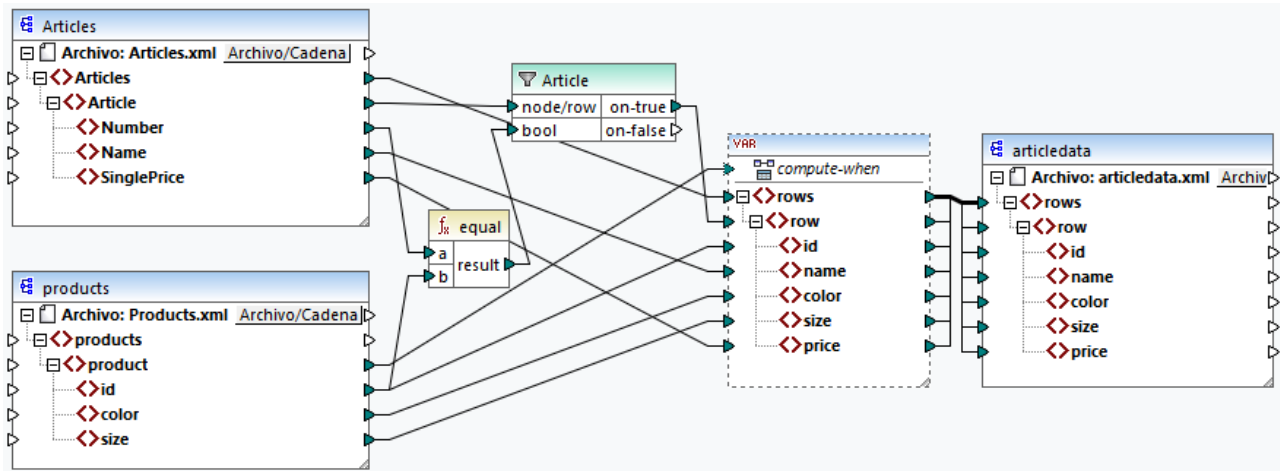 Articles
Archivo: Articles.xml Archivo/Cadena
Articles
Article
Number
Name
SinglePrice
Article
node/row on-true
bool on-false
equal
a
result
b
products
Archivo: Products.xml Archivo/Cadena
products
product
id
color
size
VAR
compute-when
rows
row
id
name
color
size
price
articledata
Archivo: articledata.xml Archiv
rows
row
id
name
color
size
price